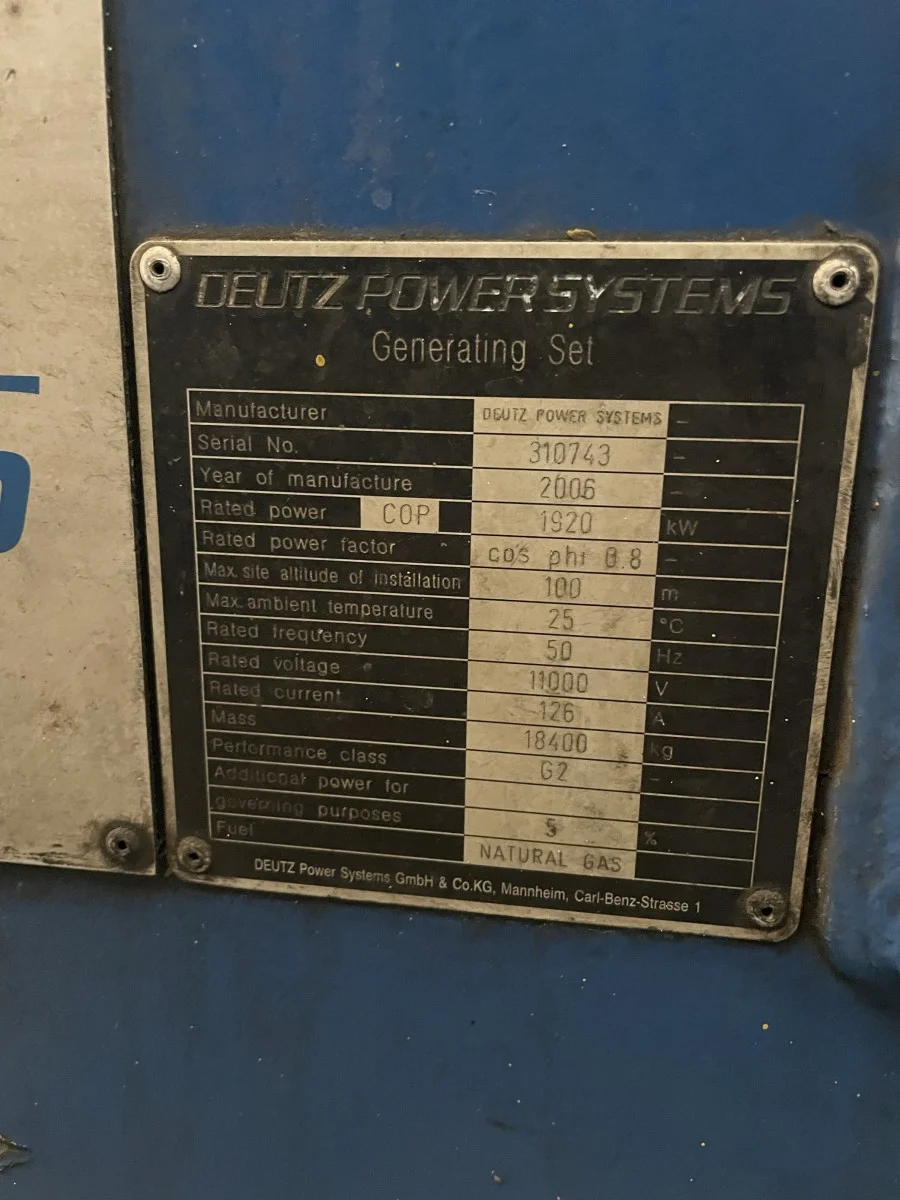 DEUTZ POWER SYSTEMS
Generating Set
Manufacturer DEUTZ POWER SYSTEMS -
Serial No. 310743 -
Year of manufacture 2006 -
Rated power COP 1920 kW
Rated power factor cos phi 0.8 -
Max. site altitude of installation 100 m
Max. ambient temperature 25 °C
Rated frequency 50 Hz
Rated voltage 11000 V
Rated current 126 A
Mass 18400 kg
Performance class G2 -
Additional power for
governing purposes 5 %
Fuel NATURAL GAS
DEUTZ Power Systems GmbH & Co.KG, Mannheim, Carl-Benz-Strasse 1